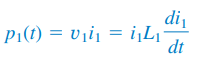 p₁(t) = v₁i₁ = i₁L₁ di₁/dt